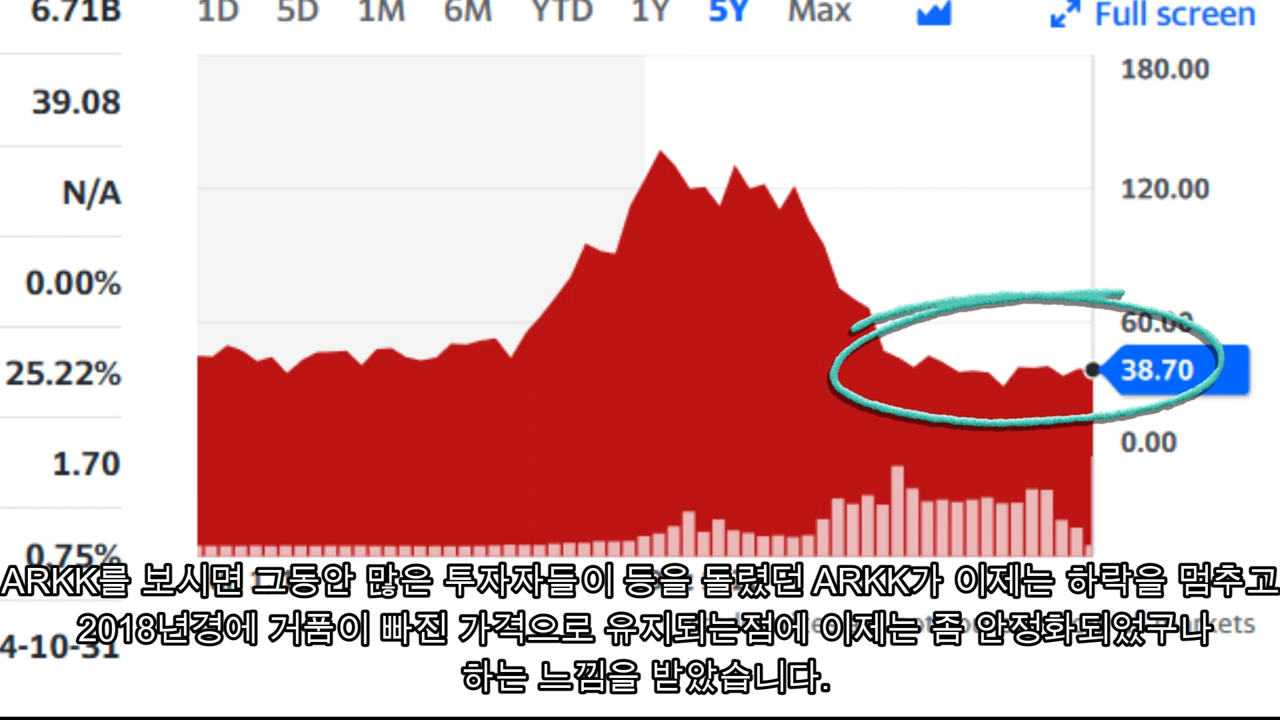 6.71B
1D 5D 1M 6M YTD 1Y 5Y Max Full screen
180.00
39.08
N/A
120.00
0.00%
60.00
25.22%
38.70
0.00
1.70
0.75%
ARKK를 보시면 그동안 많은 투자자들이 등을 돌렸던 ARKK가 이제는 하락을 멈추고
2018년경에 거품이 빠진 가격으로 유지되는점에 이제는 좀 안정화되었구나
하는 느낌을 받았습니다.
4-10-31